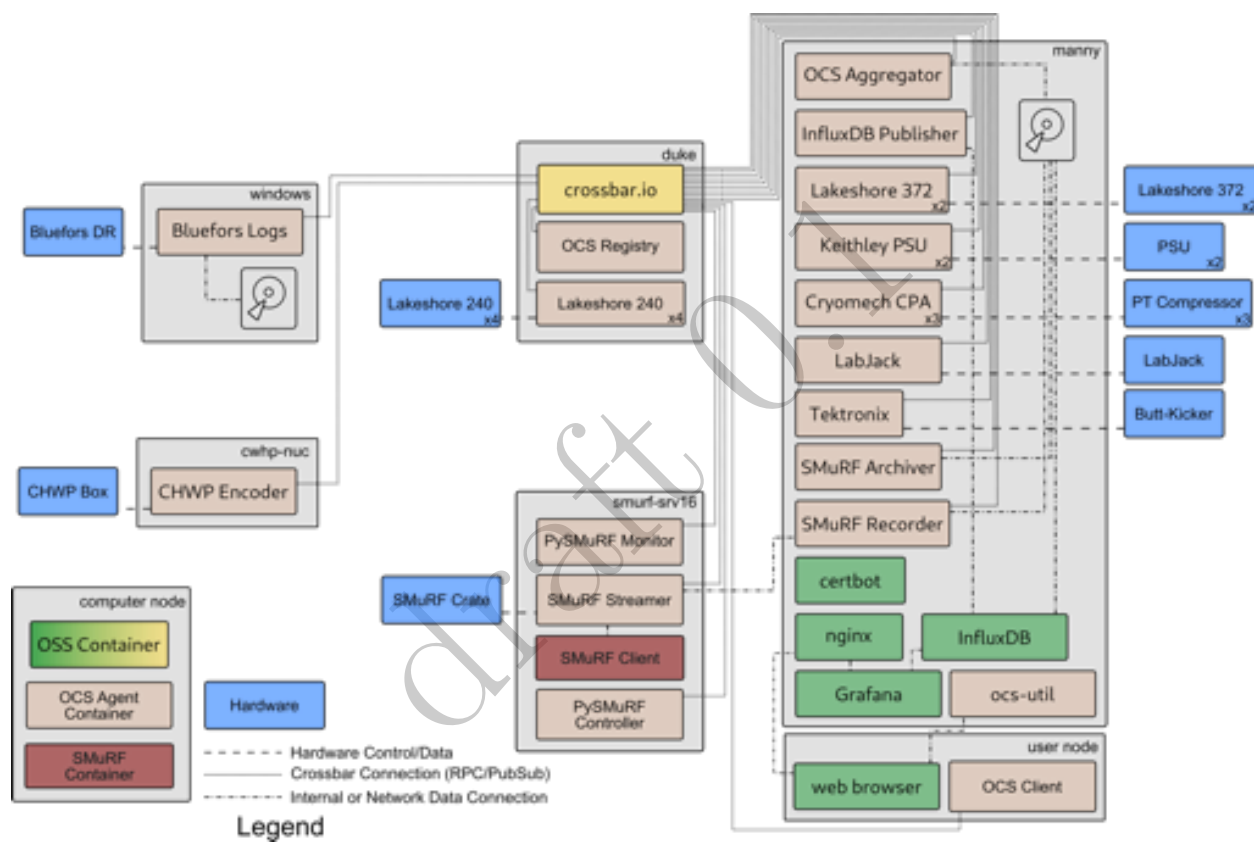 manny
OCS Aggregator
InfluxDB Publisher
Lakeshore 372
x2
Keithley PSU
x2
Cryomech CPA
x3
LabJack
Tektronix
SMuRF Archiver
SMuRF Recorder
certbot
nginx
InfluxDB
Grafana
ocs-util
Lakeshore 372
x2
PSU
x2
PT Compressor
x3
LabJack
Butt-Kicker
user node
web browser
OCS Client
duke
crossbar.io
OCS Registry
Lakeshore 240
x4
Lakeshore 240
x4
windows
Bluefors DR
Bluefors Logs
cwhp-nuc
CHWP Box
CHWP Encoder
smurf-srv16
PySMuRF Monitor
SMuRF Crate
SMuRF Streamer
SMuRF Client
PySMuRF
Controller
computer node
OSS Container
OCS Agent
Container
SMuRF
Container
Hardware
Hardware Control/Data
Crossbar Connection (RPC/PubSub)
Internal or Network Data Connection
Legend
draft 0.1